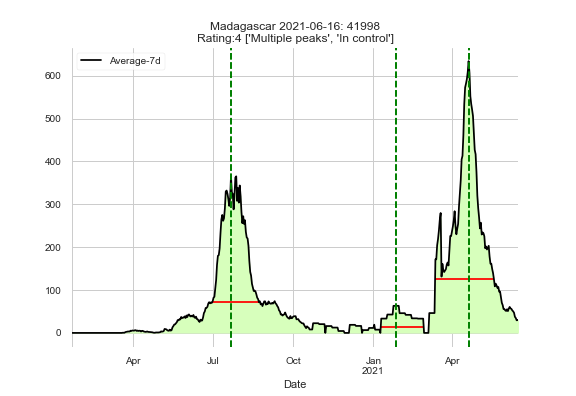 Madagascar 2021-06-16: 41998
Rating:4 ['Multiple peaks', 'In control']
Average-7d
600
500
400
300
200
100
0
Apr Jul Oct Jan Apr
2021
Date